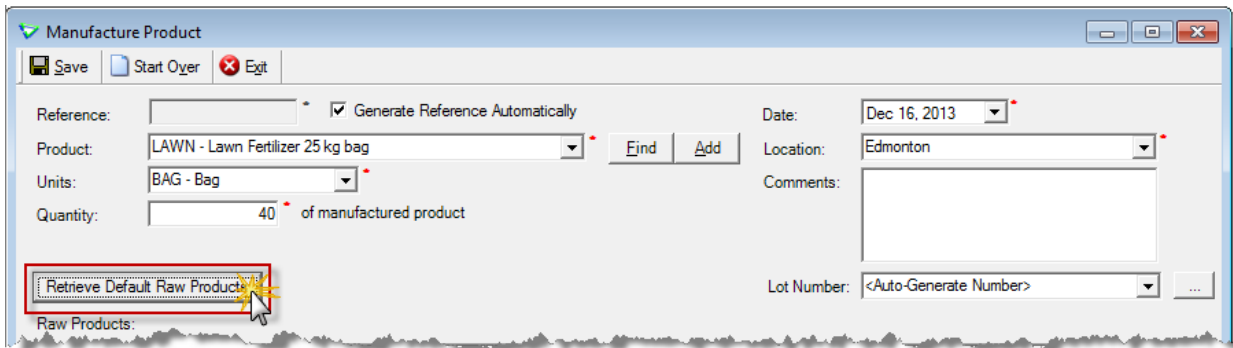 Manufacture Product
Save Start Over Exit
Reference: * Generate Reference Automatically Date: Dec 16, 2013 *
Product: LAWN - Lawn Fertilizer 25 kg bag * Find Add Location: Edmonton *
Units: BAG - Bag * Comments:
Quantity: 40 * of manufactured product
Retrieve Default Raw Products Lot Number: <Auto-Generate Number> ...
Raw Products: